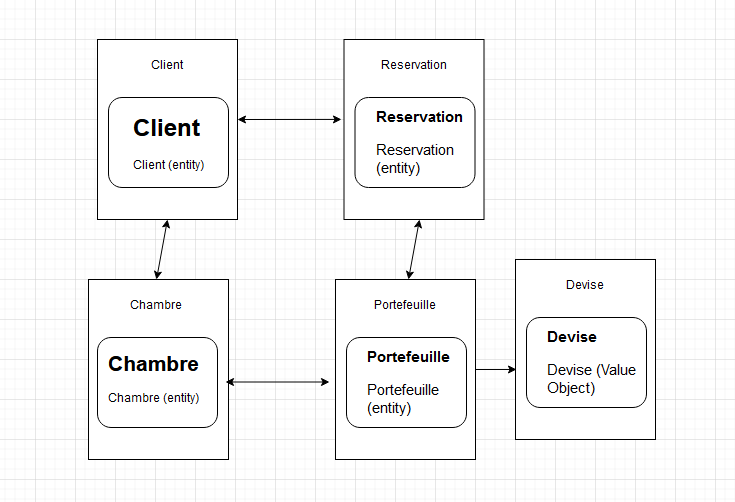 Client
Client
Client (entity)
Reservation
Reservation
Reservation
(entity)
Chambre
Chambre
Chambre (entity)
Portefeuille
Portefeuille
Portefeuille
(entity)
Devise
Devise
Devise (Value
Object)